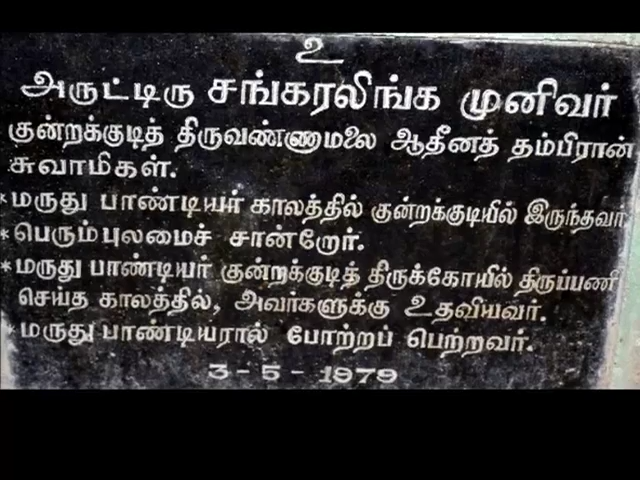 உ
அருட்டிரு சங்கரலிங்க முனிவர்
குன்றக்குடித் திருவண்ணாமலை ஆதீனத் தம்பிரான்
சுவாமிகள்.
*மருது பாண்டியர் காலத்தில் குன்றக்குடியில் இருந்தவர்
*பெரும்புலமைச் சான்றோர்.
*மருது பாண்டியர் குன்றக்குடித் திருக்கோயில் திருப்பணி
செய்த காலத்தில், அவர்களுக்கு உதவியவர்.
*மருது பாண்டியரால் போற்றப் பெற்றவர்.
3-5-1979